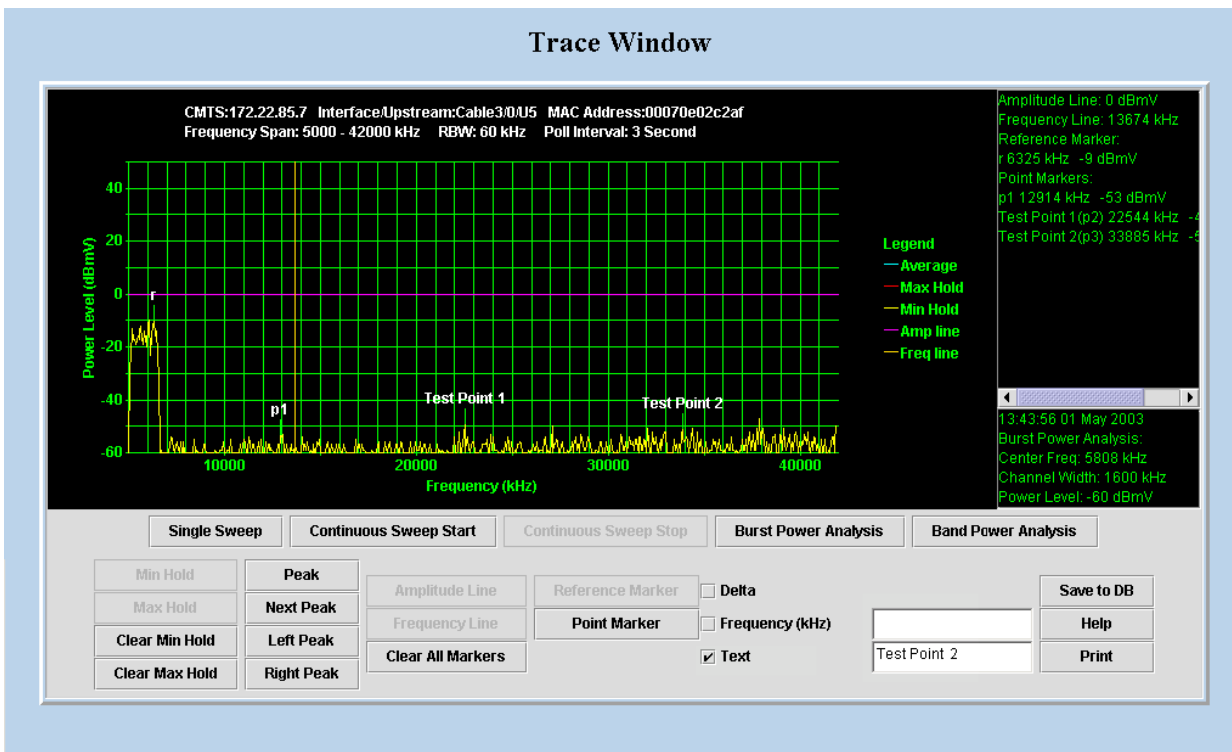 Trace Window
CMTS:172.22.85.7 Interface/Upstream:Cable3/0/U5 MAC Address:00070e02c2af
Frequency Span: 5000 - 42000 kHz RBW: 60 kHz Poll Interval: 3 Second
40
20
0
-20
-40
-60
Power Level (dBmV)
r
p1
Test Point 1
Test Point 2
10000
20000
30000
40000
Frequency (kHz)
Legend
Average
Max Hold
Min Hold
Amp line
Freq line
Amplitude Line: 0 dBmV
Frequency Line: 13674 kHz
Reference Marker:
r 6325 kHz -9 dBmV
Point Markers:
p1 12914 kHz -53 dBmV
Test Point 1(p2) 22544 kHz -4
Test Point 2(p3) 33885 kHz -5
13:43:56 01 May 2003
Burst Power Analysis:
Center Freq: 5808 kHz
Channel Width: 1600 kHz
Power Level: -60 dBmV
Single Sweep
Continuous Sweep Start
Continuous Sweep Stop
Burst Power Analysis
Band Power Analysis
Min Hold
Peak
Amplitude Line
Reference Marker
Delta
Save to DB
Max Hold
Next Peak
Frequency Line
Point Marker
Frequency (kHz)
Help
Clear Min Hold
Left Peak
Clear All Markers
Text
Test Point 2
Print
Clear Max Hold
Right Peak